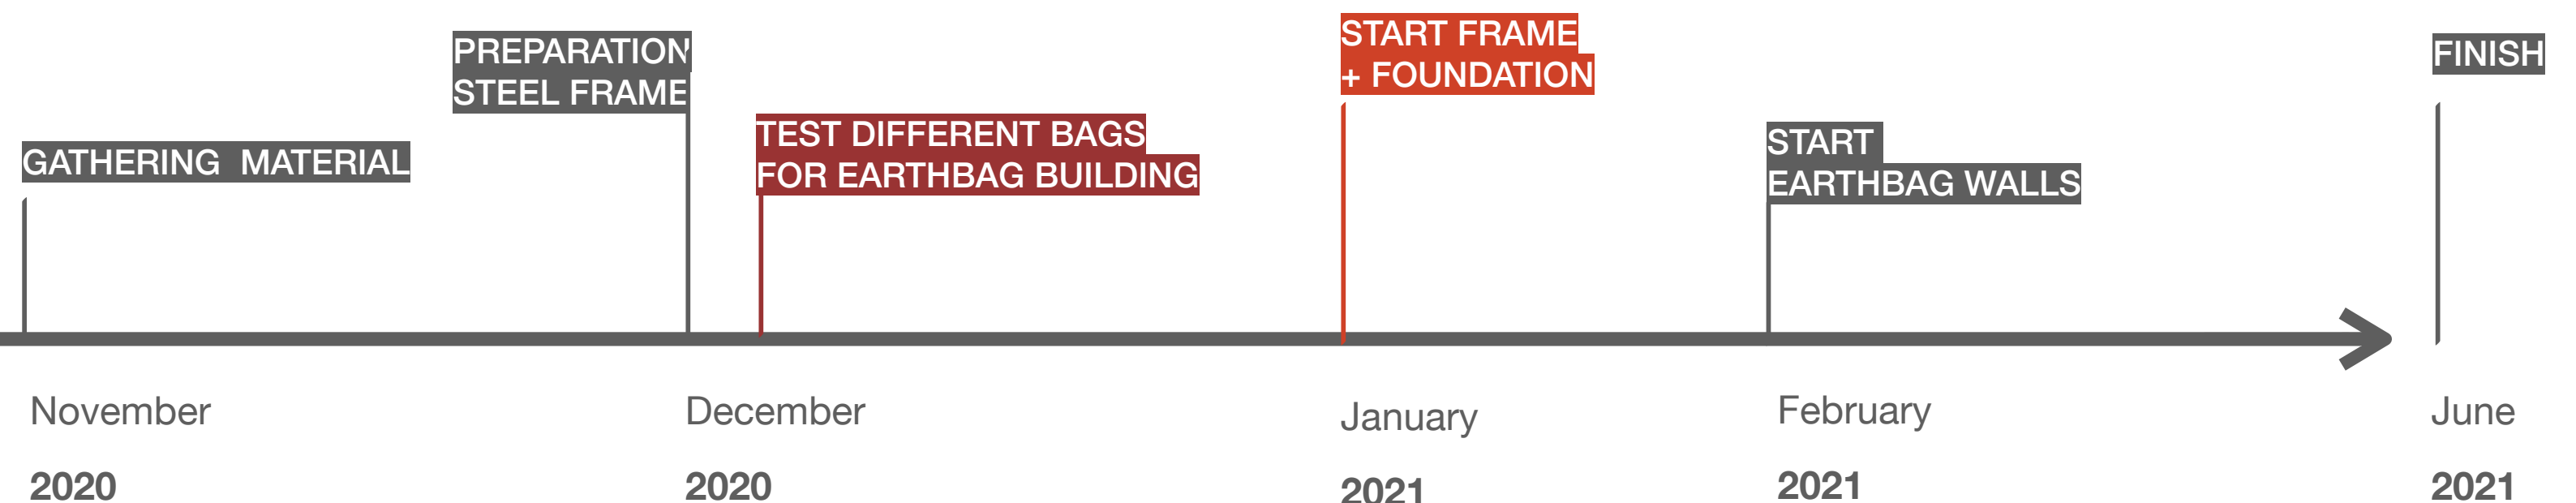 GATHERING MATERIAL
PREPARATION
STEEL FRAME
TEST DIFFERENT BAGS
FOR EARTHBAG BUILDING
START FRAME
+ FOUNDATION
START
EARTHBAG WALLS
FINISH
November
2020
December
2020
January
2021
February
2021
June
2021